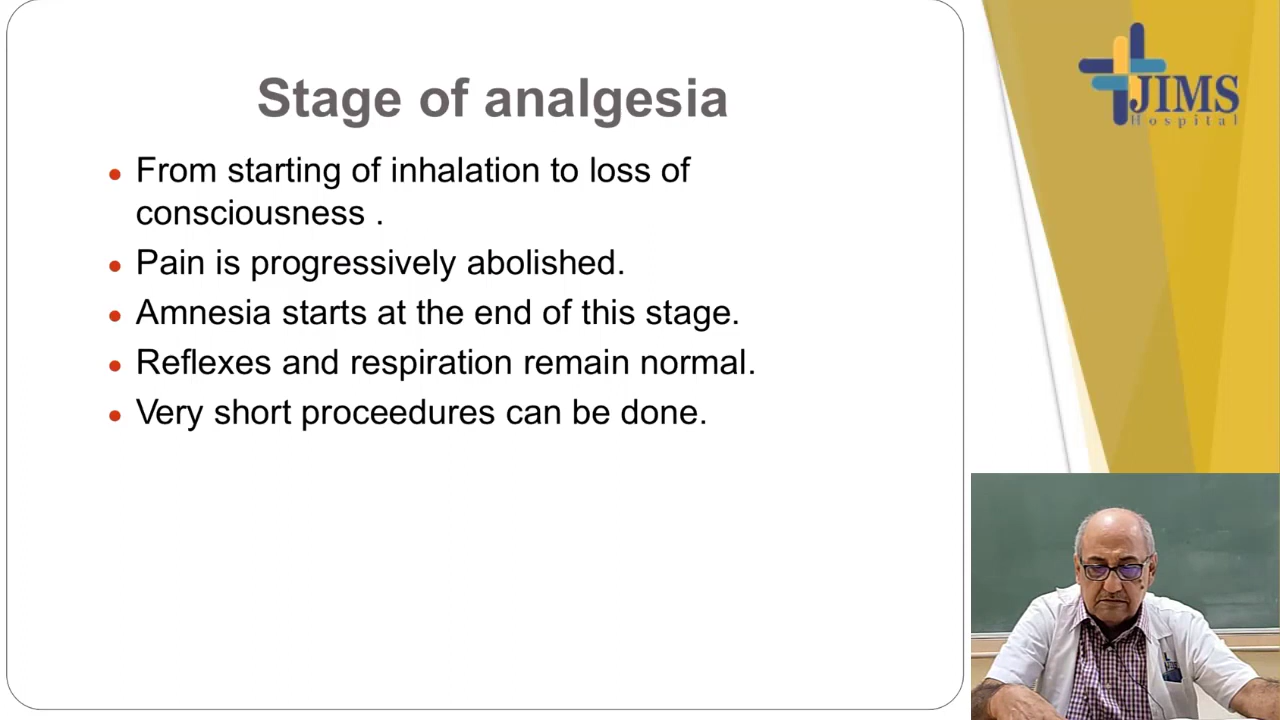 Stage of analgesia
From starting of inhalation to loss of
consciousness .
Pain is progressively abolished.
Amnesia starts at the end of this stage.
Reflexes and respiration remain normal.
Very short proceedures can be done.
JIMS
Hospital